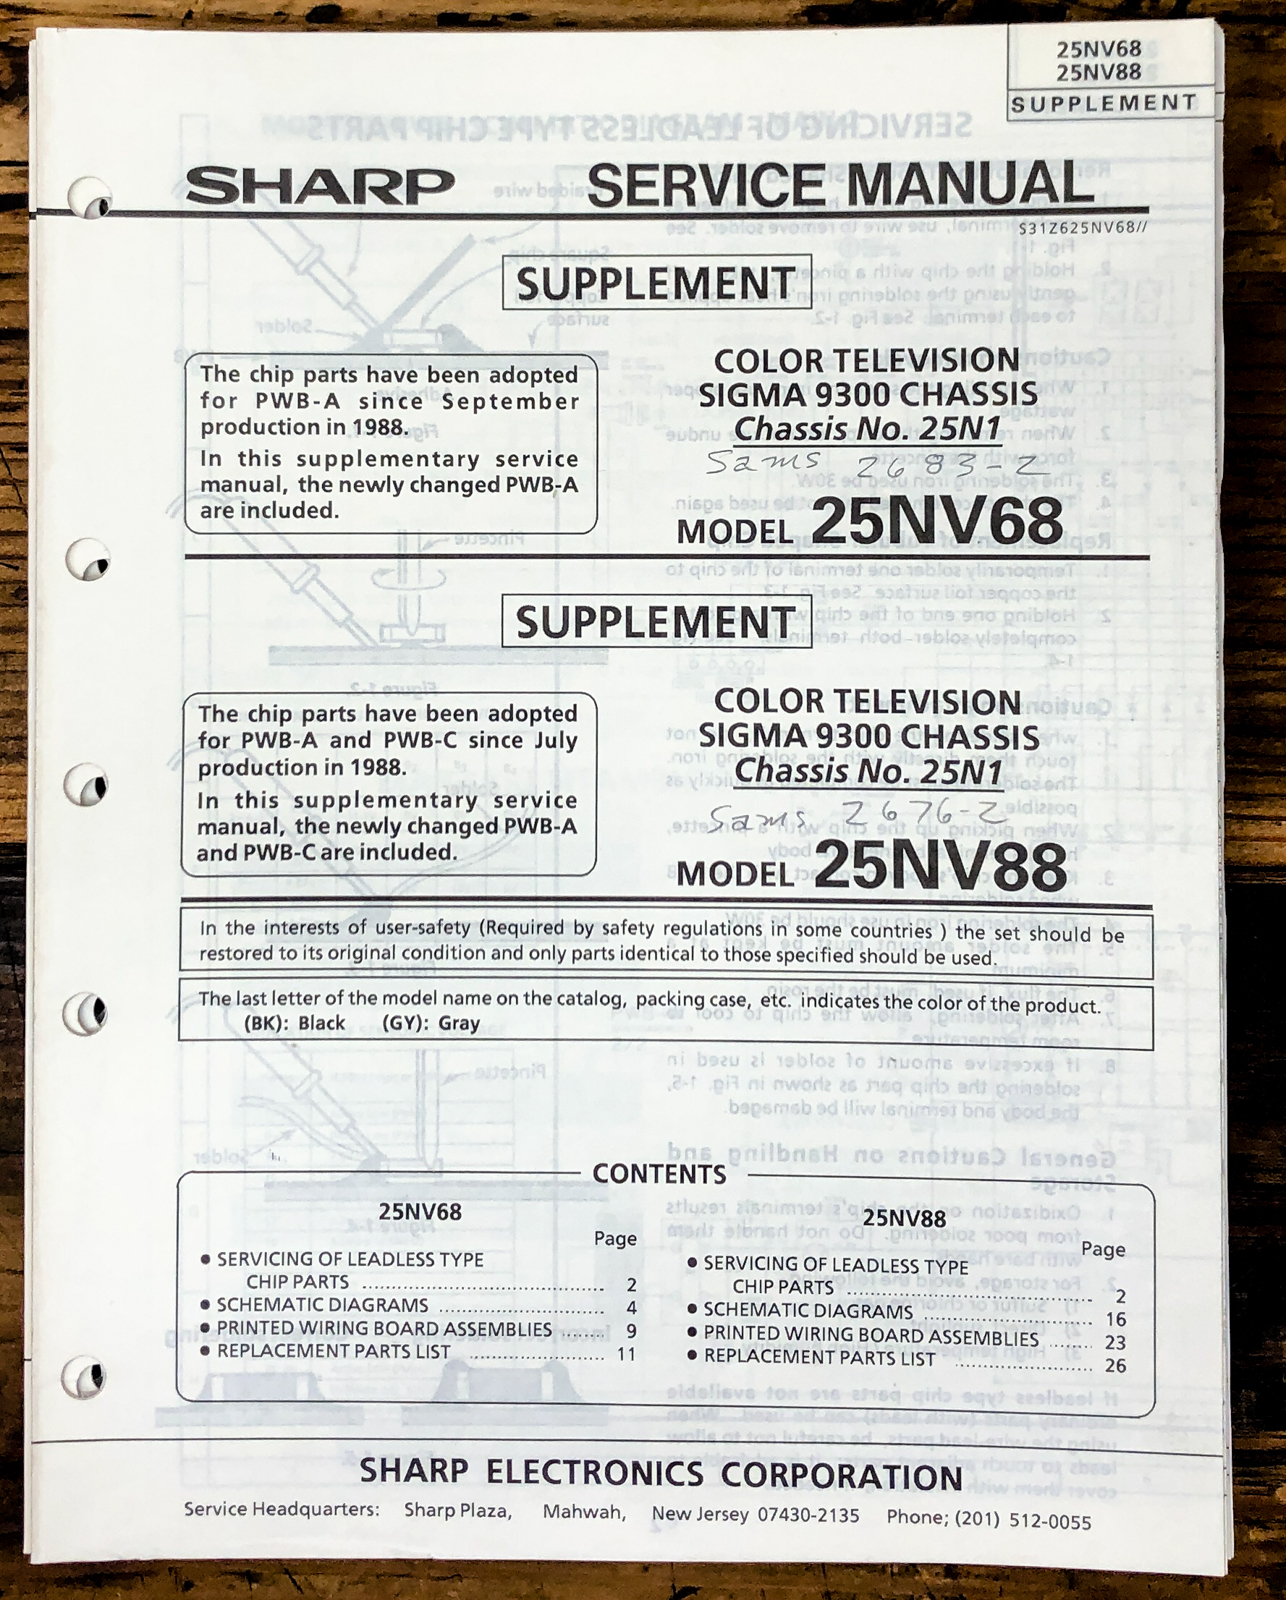 25NV68
25NV88
SUPPLEMENT
SHARP SERVICE MANUAL
S31Z625NV68//
SUPPLEMENT
The chip parts have been adopted
for PWB-A since September
production in 1988.
In this supplementary service
manual, the newly changed PWB-A
are included.
COLOR TELEVISION
SIGMA 9300 CHASSIS
Chassis No. 25N1
Sams 2683-2
MODEL 25NV68
SUPPLEMENT
The chip parts have been adopted
for PWB-A and PWB-C since July
production in 1988.
In this supplementary service
manual, the newly changed PWB-A
and PWB-C are included.
COLOR TELEVISION
SIGMA 9300 CHASSIS
Chassis No. 25N1
Sams 2676-2
MODEL 25NV88
In the interests of user-safety (Required by safety regulations in some countries ) the set should be
restored to its original condition and only parts identical to those specified should be used.
The last letter of the model name on the catalog, packing case, etc. indicates the color of the product.
(BK): Black (GY): Gray
CONTENTS
25NV68
Page
● SERVICING OF LEADLESS TYPE
CHIP PARTS ........................................ 2
● SCHEMATIC DIAGRAMS ........................... 4
● PRINTED WIRING BOARD ASSEMBLIES ....... 9
● REPLACEMENT PARTS LIST ...................... 11
25NV88
Page
● SERVICING OF LEADLESS TYPE
CHIP PARTS ........................................ 2
● SCHEMATIC DIAGRAMS ........................... 16
● PRINTED WIRING BOARD ASSEMBLIES ....... 23
● REPLACEMENT PARTS LIST ...................... 26
SHARP ELECTRONICS CORPORATION
Service Headquarters: Sharp Plaza, Mahwah, New Jersey 07430-2135 Phone; (201) 512-0055